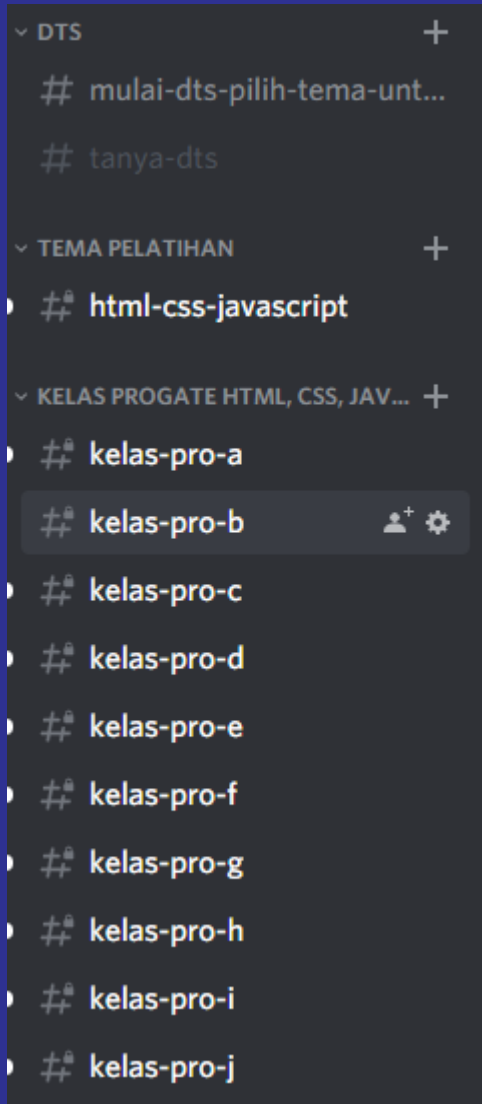 DTS
mulai-dts-pilih-tema-unt...
tanya-dts
TEMA PELATIHAN
html-css-javascript
KELAS PROGATE HTML, CSS, JAV...
kelas-pro-a
kelas-pro-b
kelas-pro-c
kelas-pro-d
kelas-pro-e
kelas-pro-f
kelas-pro-g
kelas-pro-h
kelas-pro-i
kelas-pro-j